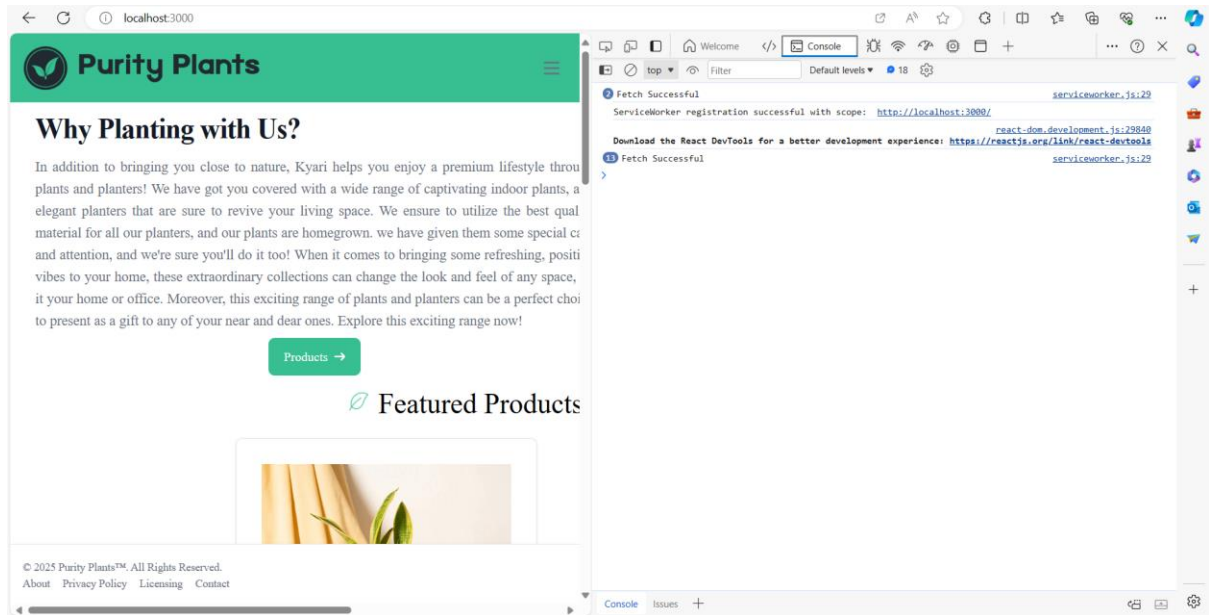 localhost:3000
Purity Plants
Why Planting with Us?
In addition to bringing you close to nature, Kyari helps you enjoy a premium lifestyle throu
plants and planters! We have got you covered with a wide range of captivating indoor plants, a
elegant planters that are sure to revive your living space. We ensure to utilize the best qual
material for all our planters, and our plants are homegrown. we have given them some special ca
and attention, and we're sure you'll do it too! When it comes to bringing some refreshing, positi
vibes to your home, these extraordinary collections can change the look and feel of any space,
it your home or office. Moreover, this exciting range of plants and planters can be a perfect choi
to present as a gift to any of your near and dear ones. Explore this exciting range now!
Products →
Featured Products
© 2025 Purity Plants™. All Rights Reserved.
About Privacy Policy Licensing Contact
Welcome Console
top Filter Default levels 18
2 Fetch Successful serviceworker.js:29
ServiceWorker registration successful with scope: http://localhost:3000/
react-dom.development.js:29840
Download the React DevTools for a better development experience: https://reactjs.org/link/react-devtools
13 Fetch Successful serviceworker.js:29
Console Issues